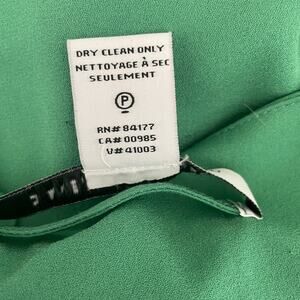 DRY CLEAN ONLY
NETTOYAGE À SEC
SEULEMENT
P
RN# 84177
CA# 00985
V# 41003